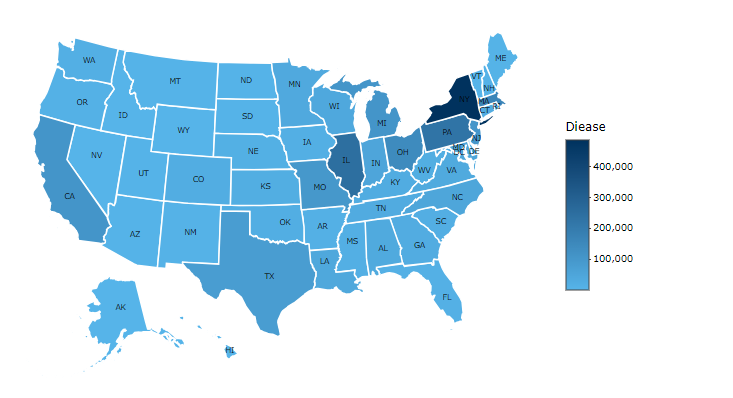 WA
MT
ND
MN
ME
VT
NH
OR
ID
SD
WI
NY
MA
RI
CT
WY
MI
IA
NE
PA
NJ
NV
UT
CO
IL
IN
OH
MD
DE
DC
CA
KS
MO
KY
WV
VA
AZ
NM
OK
AR
TN
NC
SC
TX
LA
MS
AL
GA
FL
AK
HI
Diease
400,000
300,000
200,000
100,000